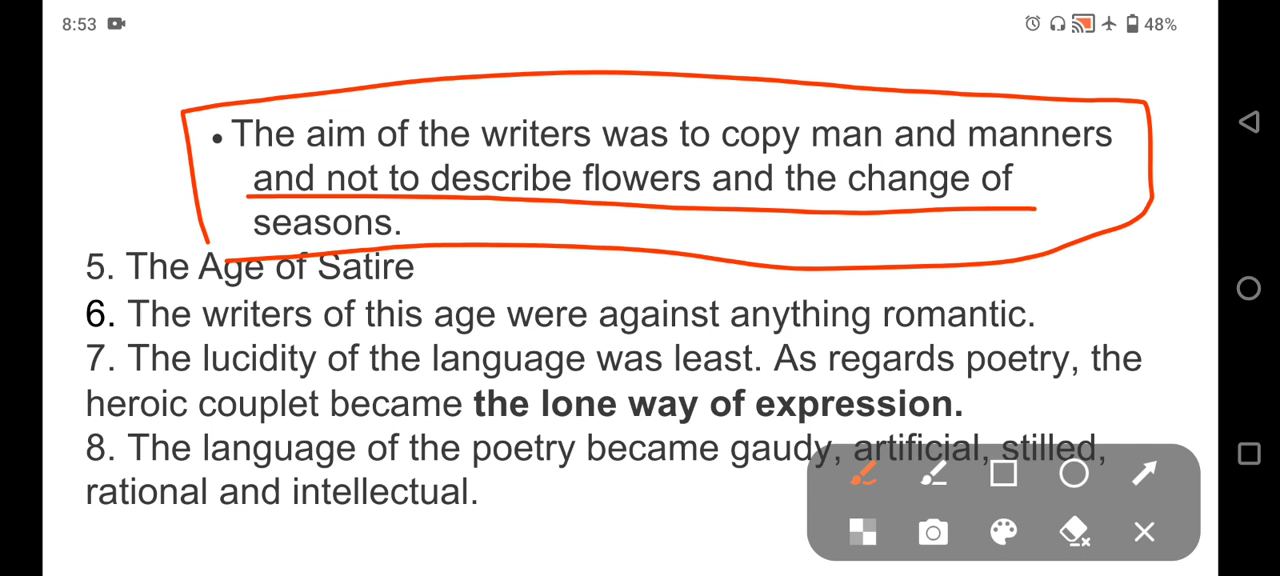 8:53 48%
• The aim of the writers was to copy man and manners
and not to describe flowers and the change of
seasons.
5. The Age of Satire
6. The writers of this age were against anything romantic.
7. The lucidity of the language was least. As regards poetry, the
heroic couplet became the lone way of expression.
8. The language of the poetry became gaudy, artificial, stilled,
rational and intellectual.